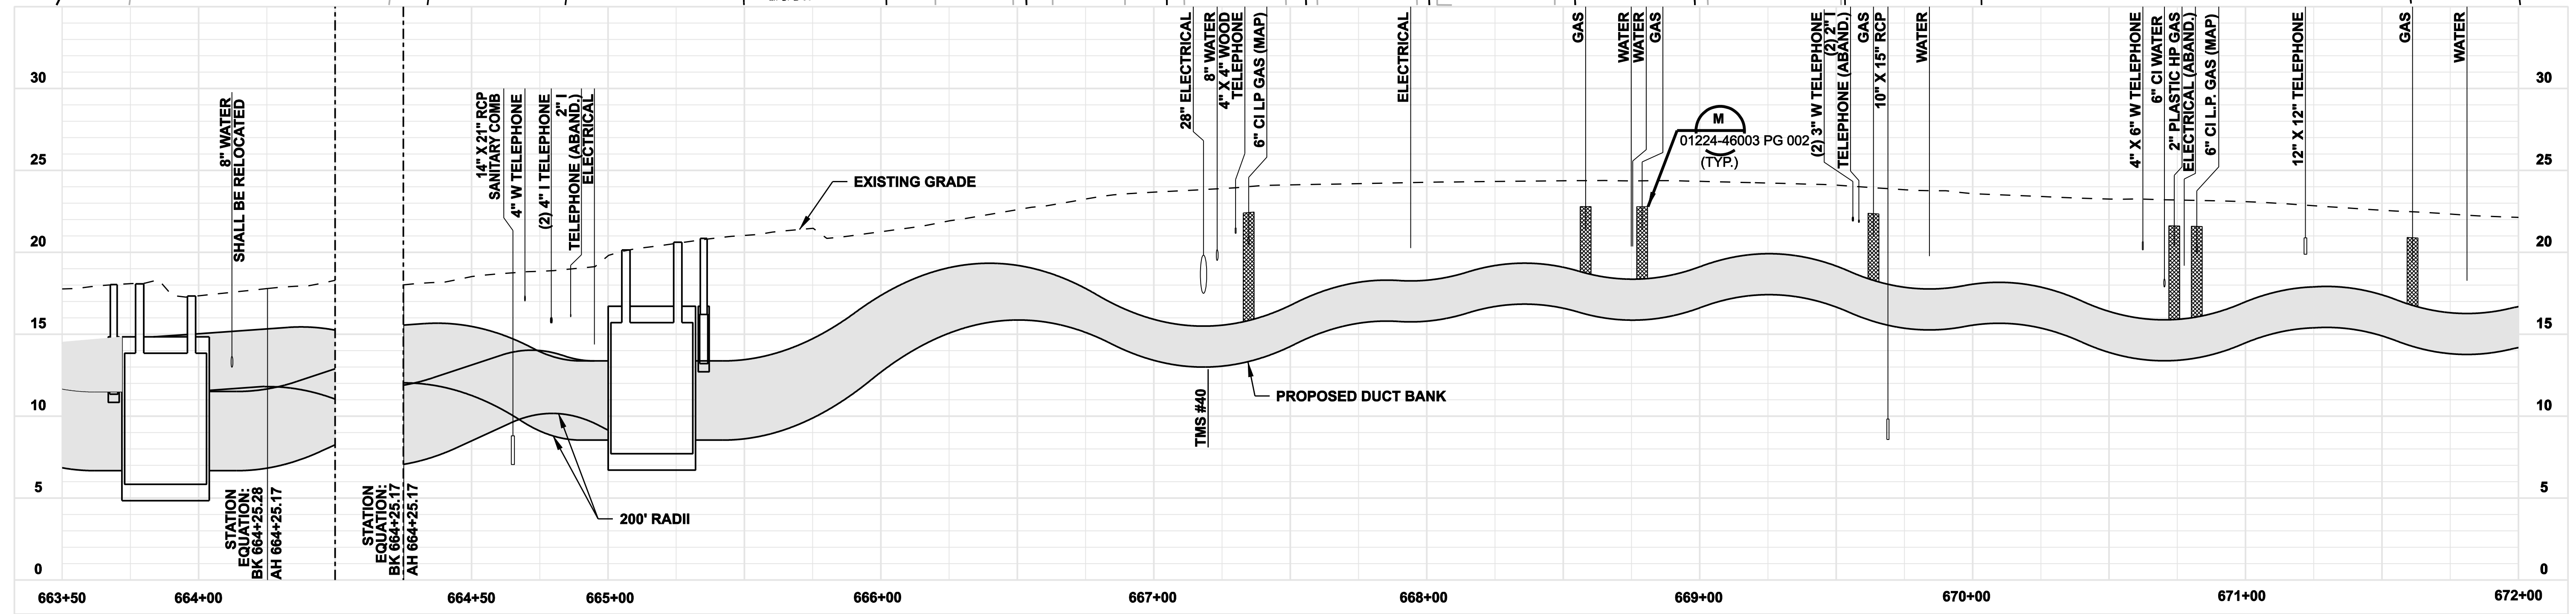 30
25
20
15
10
5
0
8" WATER
SHALL BE RELOCATED
14" X 21" RCP
SANITARY COMB
4" W TELEPHONE
(2) 4" I TELEPHONE
2" I
TELEPHONE (ABAND.)
ELECTRICAL
EXISTING GRADE
28" ELECTRICAL
8" WATER
4" X 4" WOOD
TELEPHONE
6" CI LP GAS (MAP)
ELECTRICAL
GAS
WATER
WATER
GAS
M
01224-46003 PG 002
(TYP.)
(2) 3" W TELEPHONE
(2) 2" I
TELEPHONE (ABAND.)
GAS
10" X 15" RCP
WATER
4" X 6" W TELEPHONE
6" CI WATER
2" PLASTIC HP GAS
ELECTRICAL (ABAND.)
6" CI L.P. GAS (MAP)
12" X 12" TELEPHONE
GAS
WATER
30
25
20
15
10
5
0
STATION
EQUATION:
BK 664+25.28
AH 664+25.17
STATION
EQUATION:
BK 664+25.17
AH 664+25.17
200' RADII
TMS #40
PROPOSED DUCT BANK
663+50
664+00
664+50
665+00
666+00
667+00
668+00
669+00
670+00
671+00
672+00